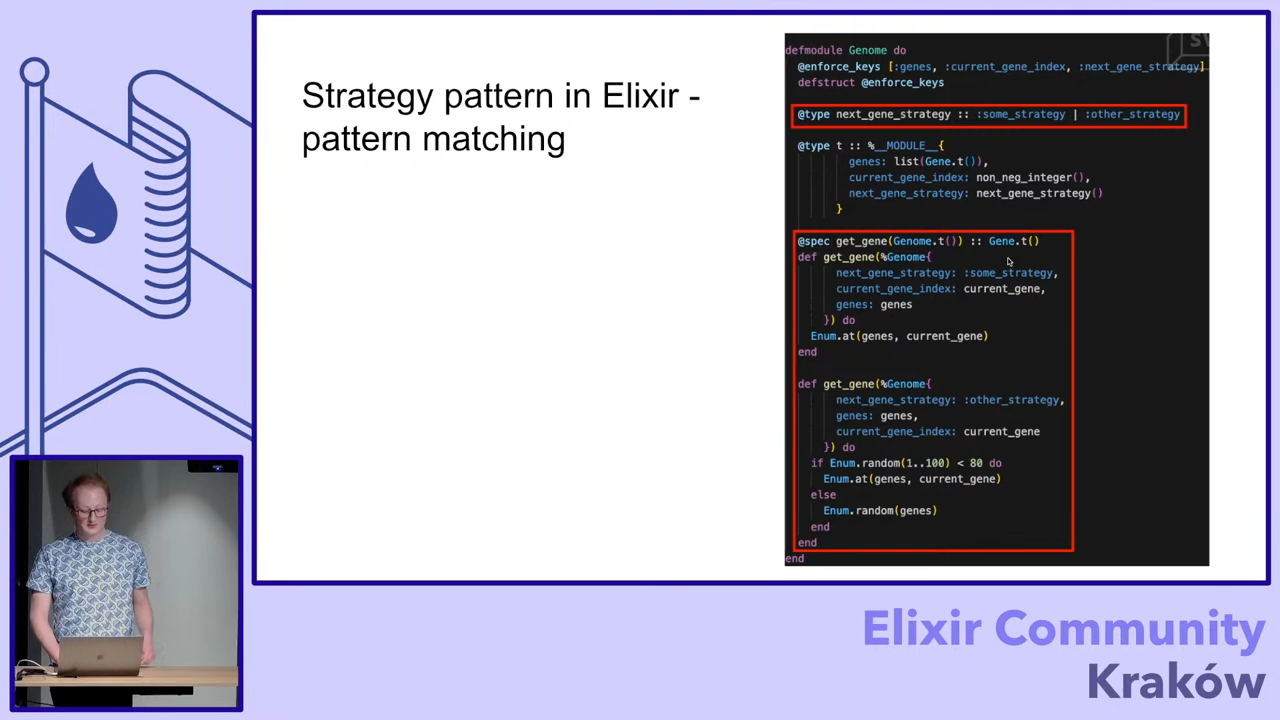 Strategy pattern in Elixir -
pattern matching
defmodule Genome do
@enforce_keys [:genes, :current_gene_index, :next_gene_strategy]
defstruct @enforce_keys
@type next_gene_strategy :: :some_strategy | :other_strategy
@type t :: %__MODULE__{
genes: list(Gene.t()),
current_gene_index: non_neg_integer(),
next_gene_strategy: next_gene_strategy()
}
@spec get_gene(Genome.t()) :: Gene.t()
def get_gene(%Genome{
next_gene_strategy: :some_strategy,
current_gene_index: current_gene,
genes: genes
}) do
Enum.at(genes, current_gene)
end
def get_gene(%Genome{
next_gene_strategy: :other_strategy,
genes: genes,
current_gene_index: current_gene
}) do
if Enum.random(1..100) < 80 do
Enum.at(genes, current_gene)
else
Enum.random(genes)
end
end
end
Elixir Community
Kraków